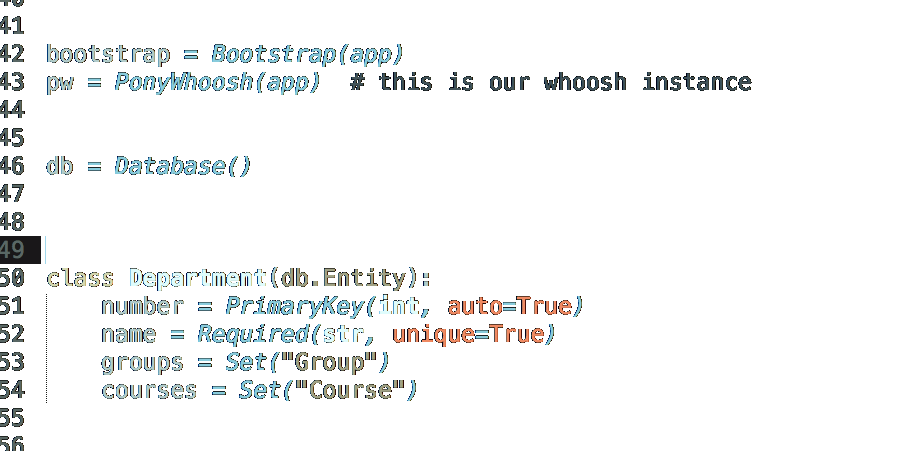 40
41
42 bootstrap = Bootstrap(app)
43 pw = PonyWhoosh(app)  # this is our whoosh instance
44
45
46 db = Database()
47
48
49
50 class Department(db.Entity):
51     number = PrimaryKey(int, auto=True)
52     name = Required(str, unique=True)
53     groups = Set("Group")
54     courses = Set("Course")
55
56